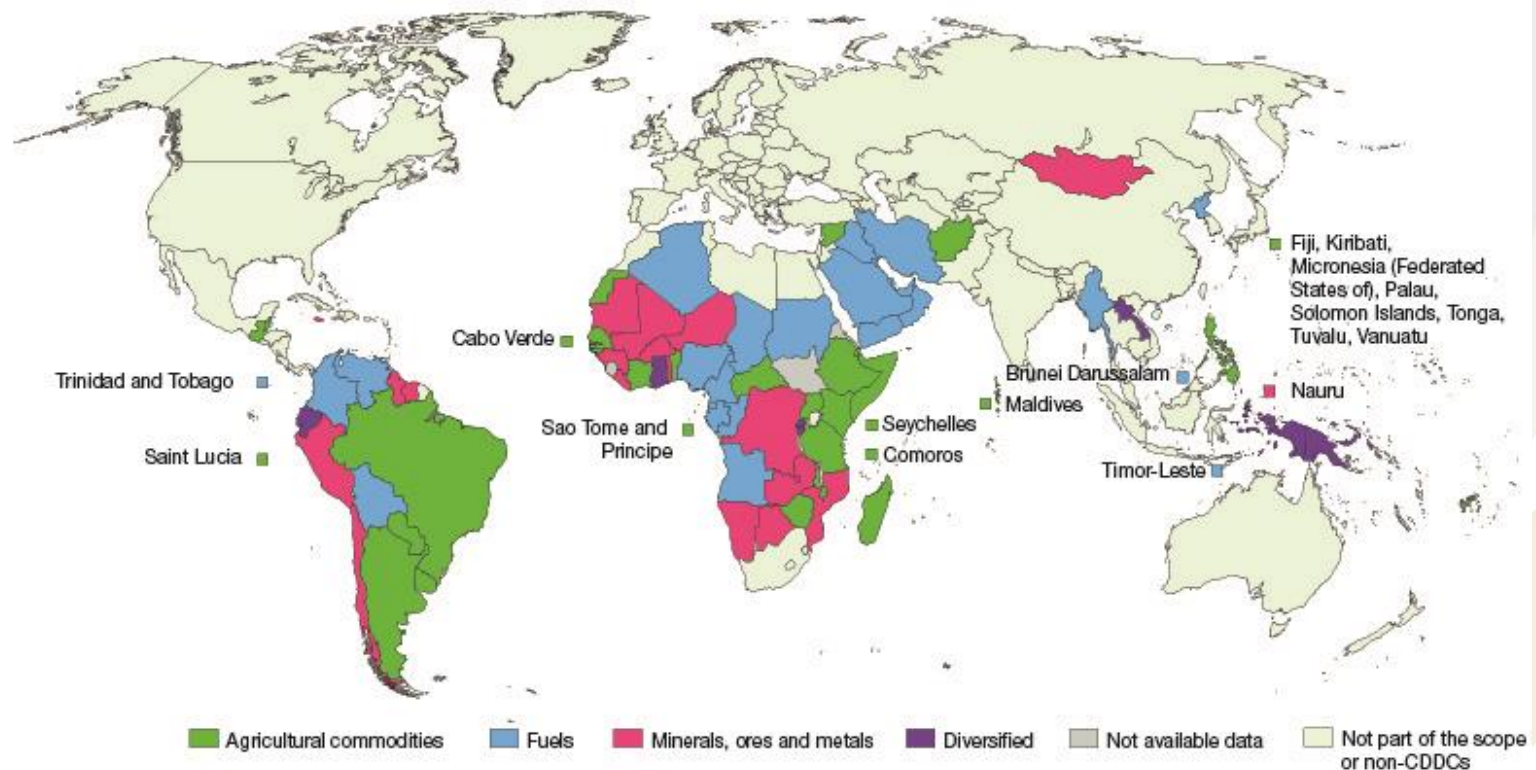 Fiji, Kiribati,
Micronesia (Federated
States of), Palau,
Solomon Islands, Tonga,
Tuvalu, Vanuatu
Cabo Verde
Trinidad and Tobago
Brunei Darussalam
Nauru
Maldives
Sao Tome and
Principe
Seychelles
Saint Lucia
Comoros
Timor-Leste
Agricultural commodities
Fuels
Minerals, ores and metals
Diversified
Not available data
Not part of the scope
or non-CDDCs